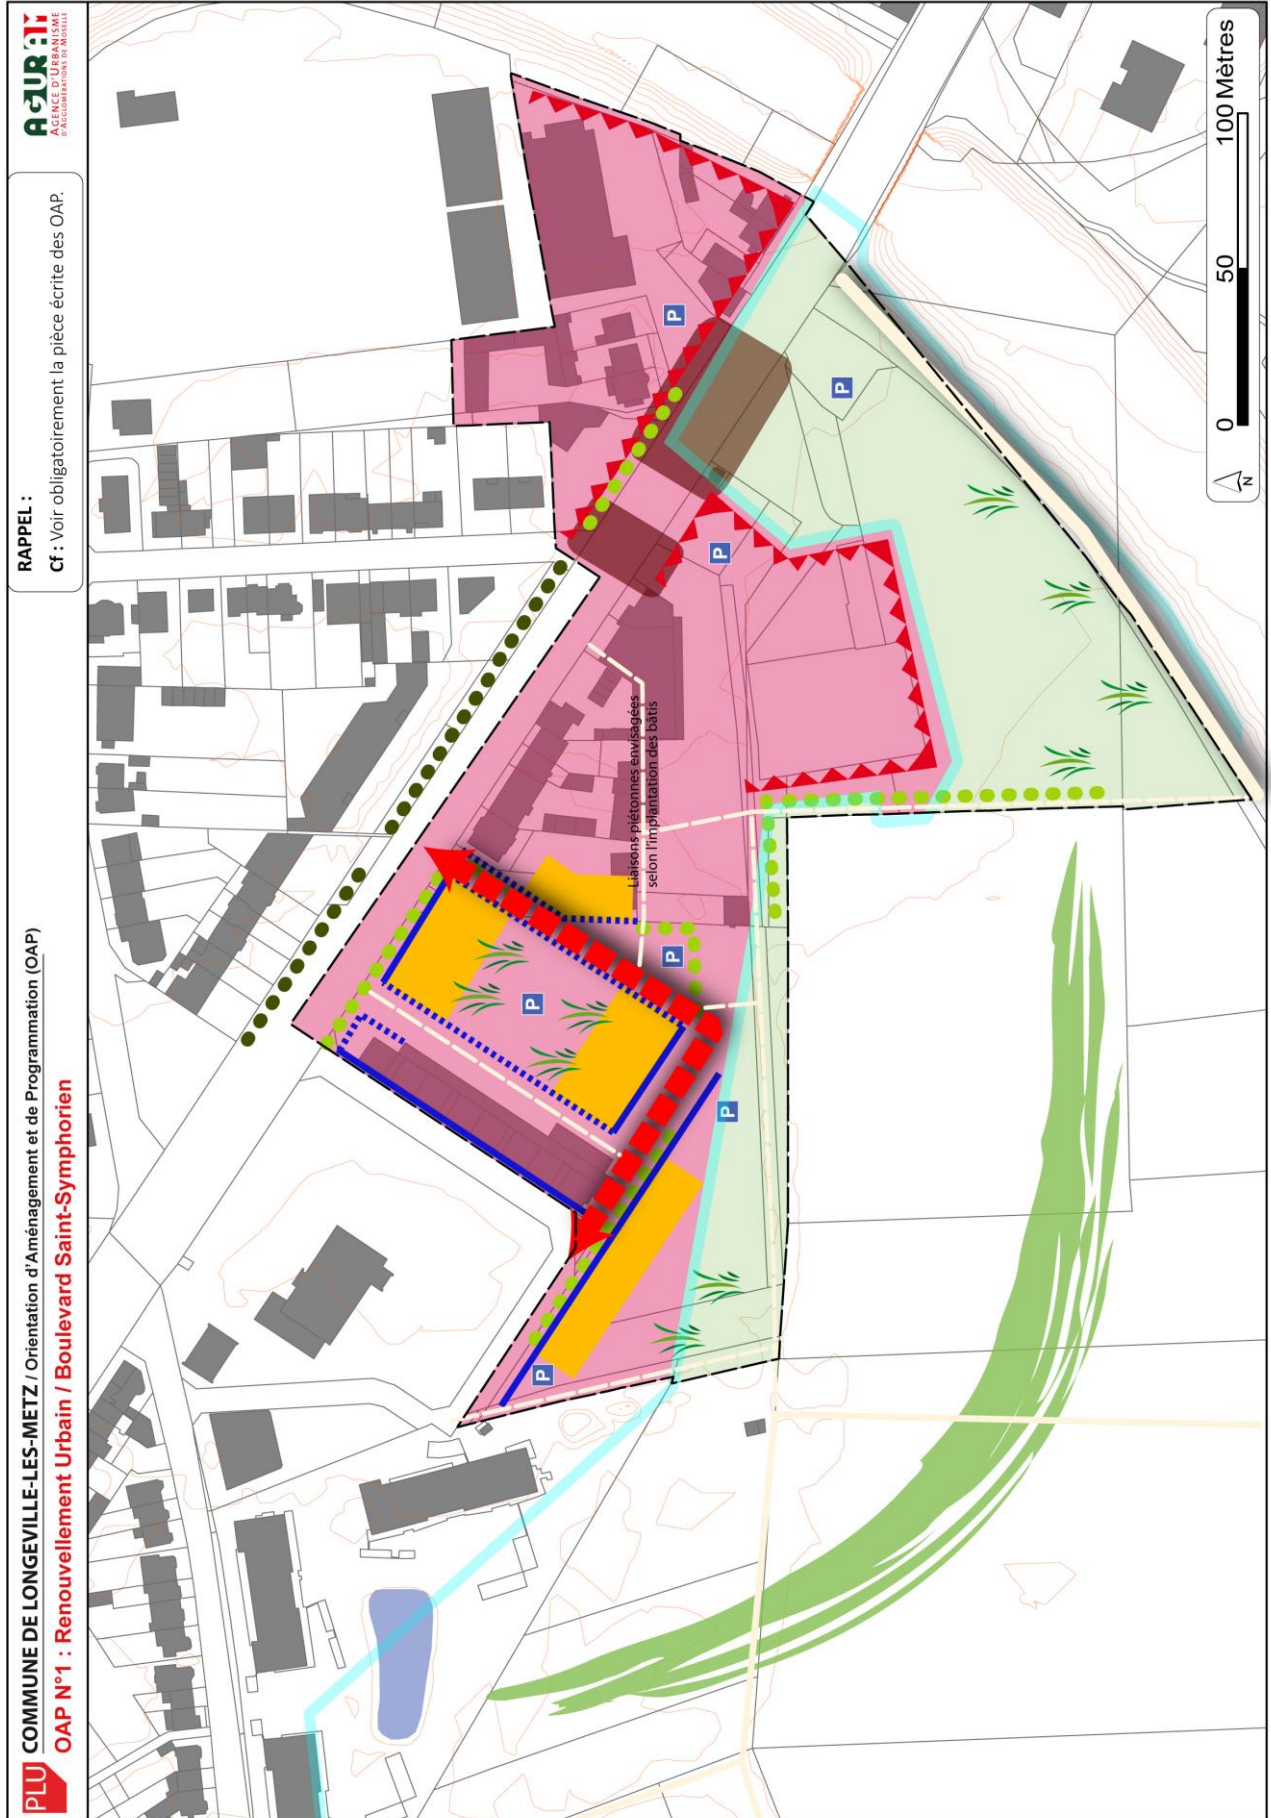 PLU COMMUNE DE LONGEVILLE-LES-METZ / Orientation d'Aménagement et de Programmation (OAP)
OAP N°1 : Renouvellement Urbain / Boulevard Saint-Symphorien
RAPPEL :
Cf : Voir obligatoirement la pièce écrite des OAP.
AGURAM
AGENCE D'URBANISME
D'AGGLOMÉRATIONS DE MOSELLE
P
P
P
Liaisons piétonnes envisagées
selon l'implantation des bâtis
P
P
P
P
N
0 50 100 Mètres